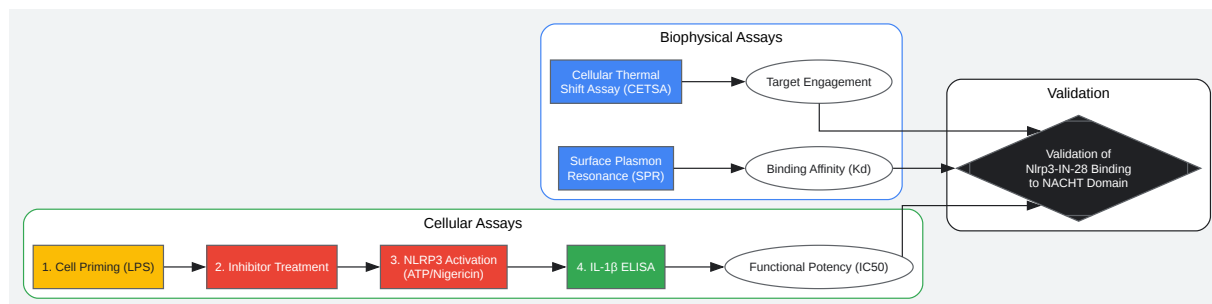 Biophysical Assays
Cellular Thermal
Shift Assay (CETSA)
Target Engagement
Surface Plasmon
Resonance (SPR)
Binding Affinity (Kd)
Validation
Validation of
Nlrp3-IN-28 Binding
to NACHT Domain
Cellular Assays
1. Cell Priming (LPS)
2. Inhibitor Treatment
3. NLRP3 Activation
(ATP/Nigericin)
4. IL-1β ELISA
Functional Potency (IC50)